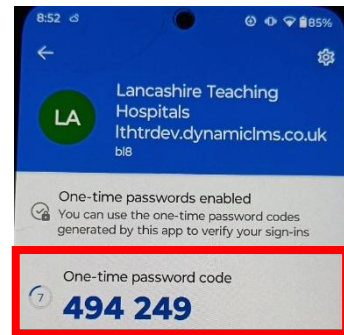 8:52 85%
LA
Lancashire Teaching
Hospitals
lthtrdev.dynamiclms.co.uk
bl8
One-time passwords enabled
You can use the one-time password codes
generated by this app to verify your sign-ins
One-time password code
7
494 249